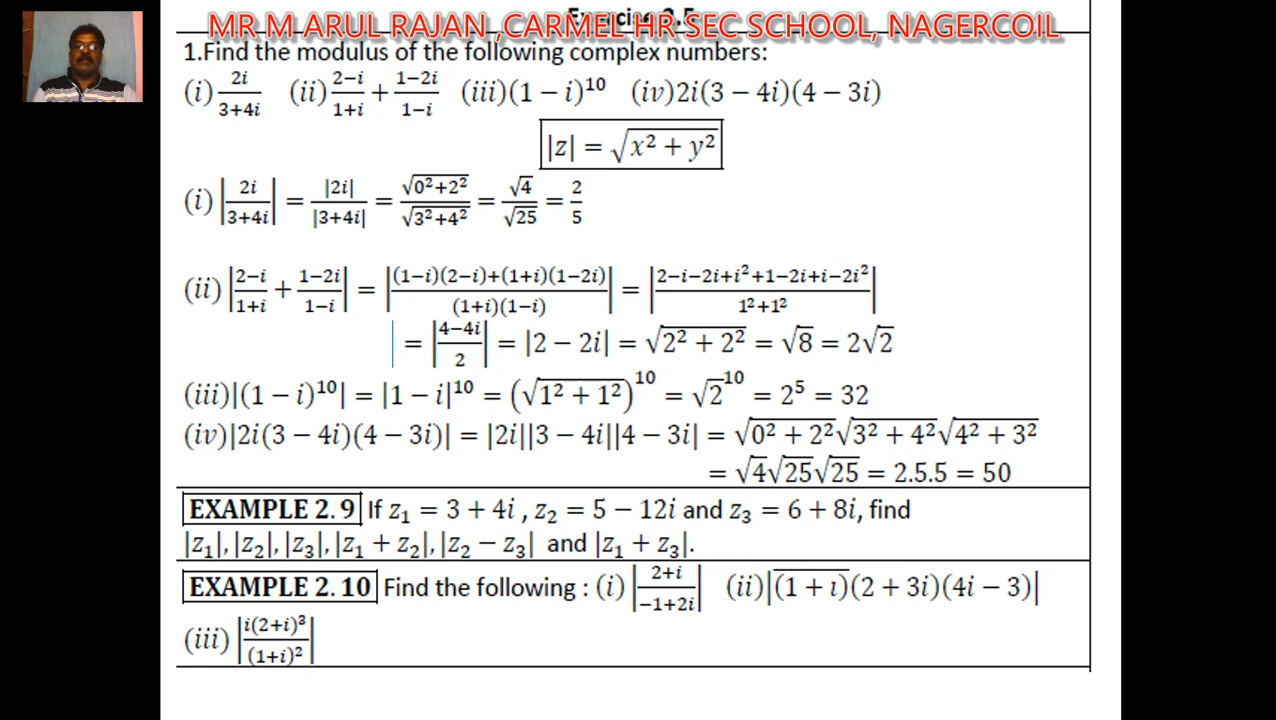 Exercise 2.5
MR M ARUL RAJAN ,CARMEL HR SEC SCHOOL, NAGERCOIL
1.Find the modulus of the following complex numbers:
(i) 2i/(3+4i) (ii) (2−i)/(1+i) + (1−2i)/(1−i) (iii)(1 − i)¹⁰ (iv)2i(3 − 4i)(4 − 3i)
|z| = √(x² + y²)
(i) |2i/(3+4i)| = |2i|/|3+4i| = √(0²+2²)/√(3²+4²) = √4/√25 = 2/5
(ii) |(2−i)/(1+i) + (1−2i)/(1−i)| = |((1−i)(2−i)+(1+i)(1−2i))/((1+i)(1−i))| = |(2−i−2i+i²+1−2i+i−2i²)/(1²+1²)|
= |(4−4i)/2| = |2 − 2i| = √(2² + 2²) = √8 = 2√2
(iii)|(1 − i)¹⁰| = |1 − i|¹⁰ = (√(1² + 1²))¹⁰ = √2¹⁰ = 2⁵ = 32
(iv)|2i(3 − 4i)(4 − 3i)| = |2i||3 − 4i||4 − 3i| = √(0² + 2²)√(3² + 4²)√(4² + 3²)
= √4√25√25 = 2.5.5 = 50
EXAMPLE 2.9 If z₁ = 3 + 4i , z₂ = 5 − 12i and z₃ = 6 + 8i, find
|z₁|, |z₂|, |z₃|, |z₁ + z₂|, |z₂ − z₃| and |z₁ + z₃|.
EXAMPLE 2.10 Find the following : (i) |(2+i)/(−1+2i)| (ii)|(1 + i)̅(2 + 3i)(4i − 3)|
(iii) |i(2+i)³/(1+i)²|